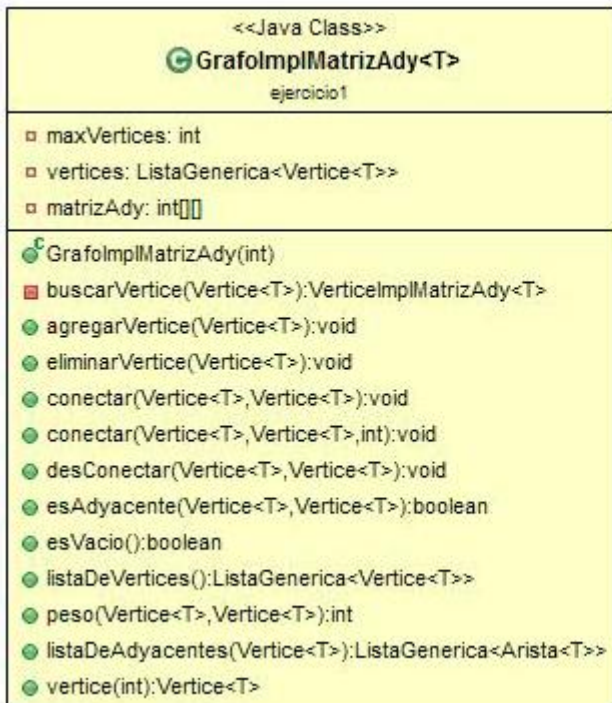 <<Java Class>>
GrafoImplMatrizAdy<T>
ejercicio1
maxVertices: int
vertices: ListaGenerica<Vertice<T>>
matrizAdy: int[][]
GrafoImplMatrizAdy(int)
buscarVertice(Vertice<T>):VerticeImplMatrizAdy<T>
agregarVertice(Vertice<T>):void
eliminarVertice(Vertice<T>):void
conectar(Vertice<T>,Vertice<T>):void
conectar(Vertice<T>,Vertice<T>,int):void
desConectar(Vertice<T>,Vertice<T>):void
esAdyacente(Vertice<T>,Vertice<T>):boolean
esVacio():boolean
listaDeVertices():ListaGenerica<Vertice<T>>
peso(Vertice<T>,Vertice<T>):int
listaDeAdyacentes(Vertice<T>):ListaGenerica<Arista<T>>
vertice(int):Vertice<T>